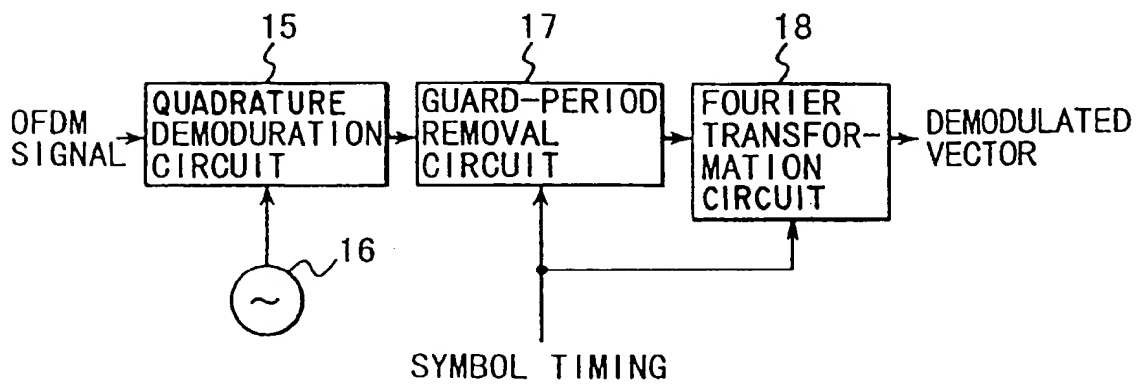 15
17
18
OFDM
SIGNAL
QUADRATURE
DEMODURATION
CIRCUIT
GUARD-PERIOD
REMOVAL
CIRCUIT
FOURIER
TRANSFOR-
MATION
CIRCUIT
DEMODULATED
VECTOR
16
~
SYMBOL TIMING